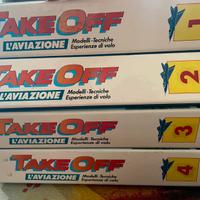 TAKE OFF
L'AVIAZIONE
Modelli - Tecniche
Esperienze di volo
1
TAKE OFF
L'AVIAZIONE
Modelli - Tecniche
Esperienze di volo
2
TAKE OFF
L'AVIAZIONE
Modelli - Tecniche
Esperienze di volo
3
TAKE OFF
L'AVIAZIONE
Modelli - Tecniche
Esperienze di volo
4